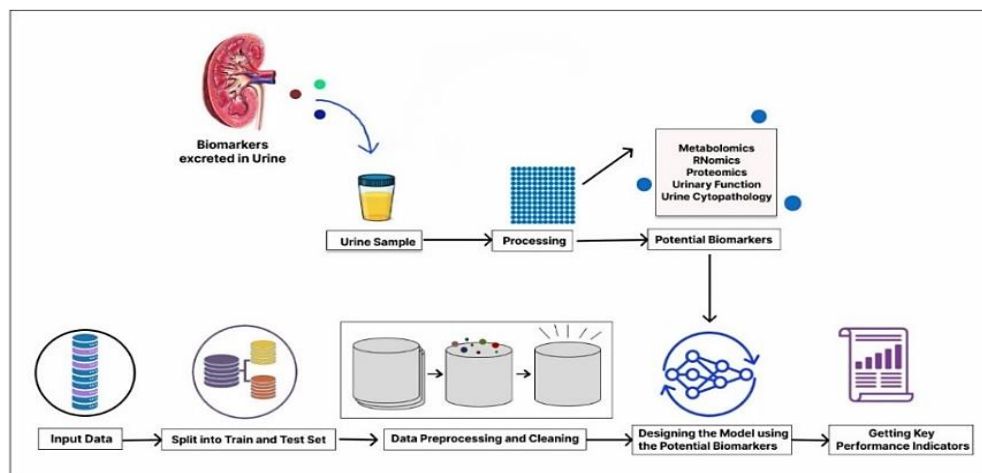 Biomarkers
excreted in Urine
Metabolomics
RNomics
Proteomics
Urinary Function
Urine Cytopathology
Urine Sample
Processing
Potential Biomarkers
Input Data
Split into Train and Test Set
Data Preprocessing and Cleaning
Designing the Model using
the Potential Biomarkers
Getting Key
Performance Indicators